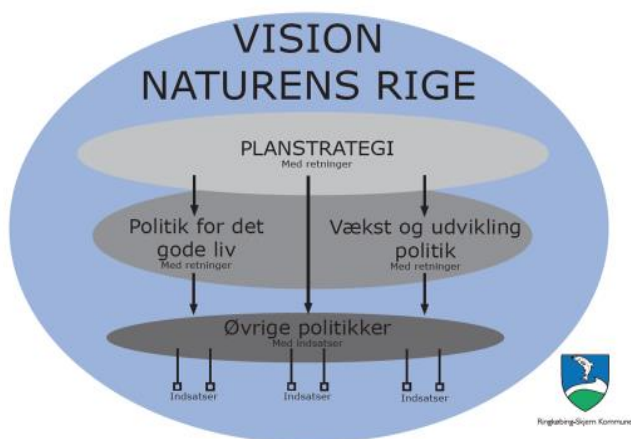 VISION
NATURENS RIGE
PLANSTRATEGI
Med retninger
Politik for det
gode liv
Med retninger
Vækst og udvikling
politik
Med retninger
Øvrige politikker
Med indsatser
Indsatser
Indsatser
Indsatser
Ringkøbing-Skjern Kommune